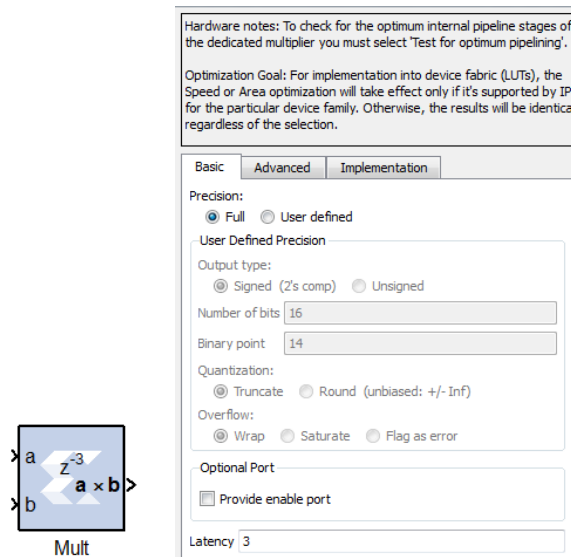 Hardware notes: To check for the optimum internal pipeline stages of
the dedicated multiplier you must select 'Test for optimum pipelining'.
Optimization Goal: For implementation into device fabric (LUTs), the
Speed or Area optimization will take effect only if it's supported by IP
for the particular device family. Otherwise, the results will be identica
regardless of the selection.
Basic Advanced Implementation
Precision:
Full User defined
User Defined Precision
Output type:
Signed (2's comp) Unsigned
Number of bits 16
Binary point 14
Quantization:
Truncate Round (unbiased: +/- Inf)
Overflow:
Wrap Saturate Flag as error
Optional Port
Provide enable port
Latency 3
a
z-3
a × b
b
Mult